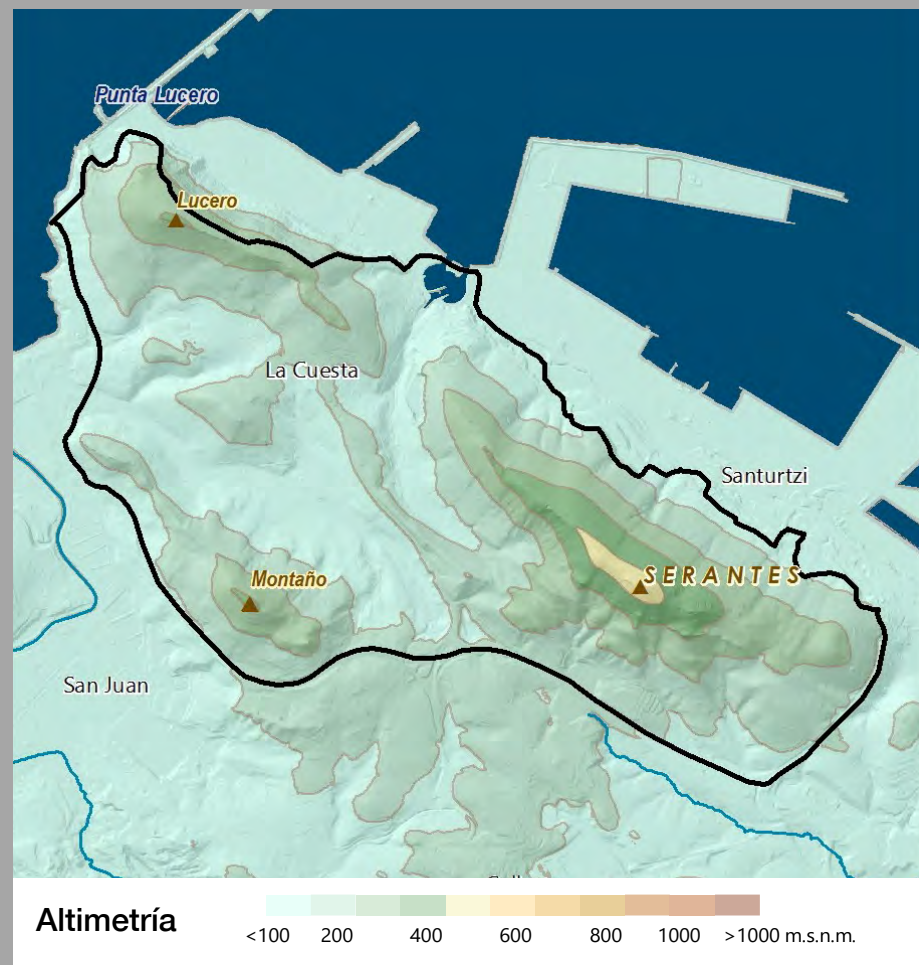 Punta Lucero
Lucero
La Cuesta
Santurtzi
Montaño
SERANTES
San Juan
Altimetría
<100 200 400 600 800 1000 >1000 m.s.n.m.